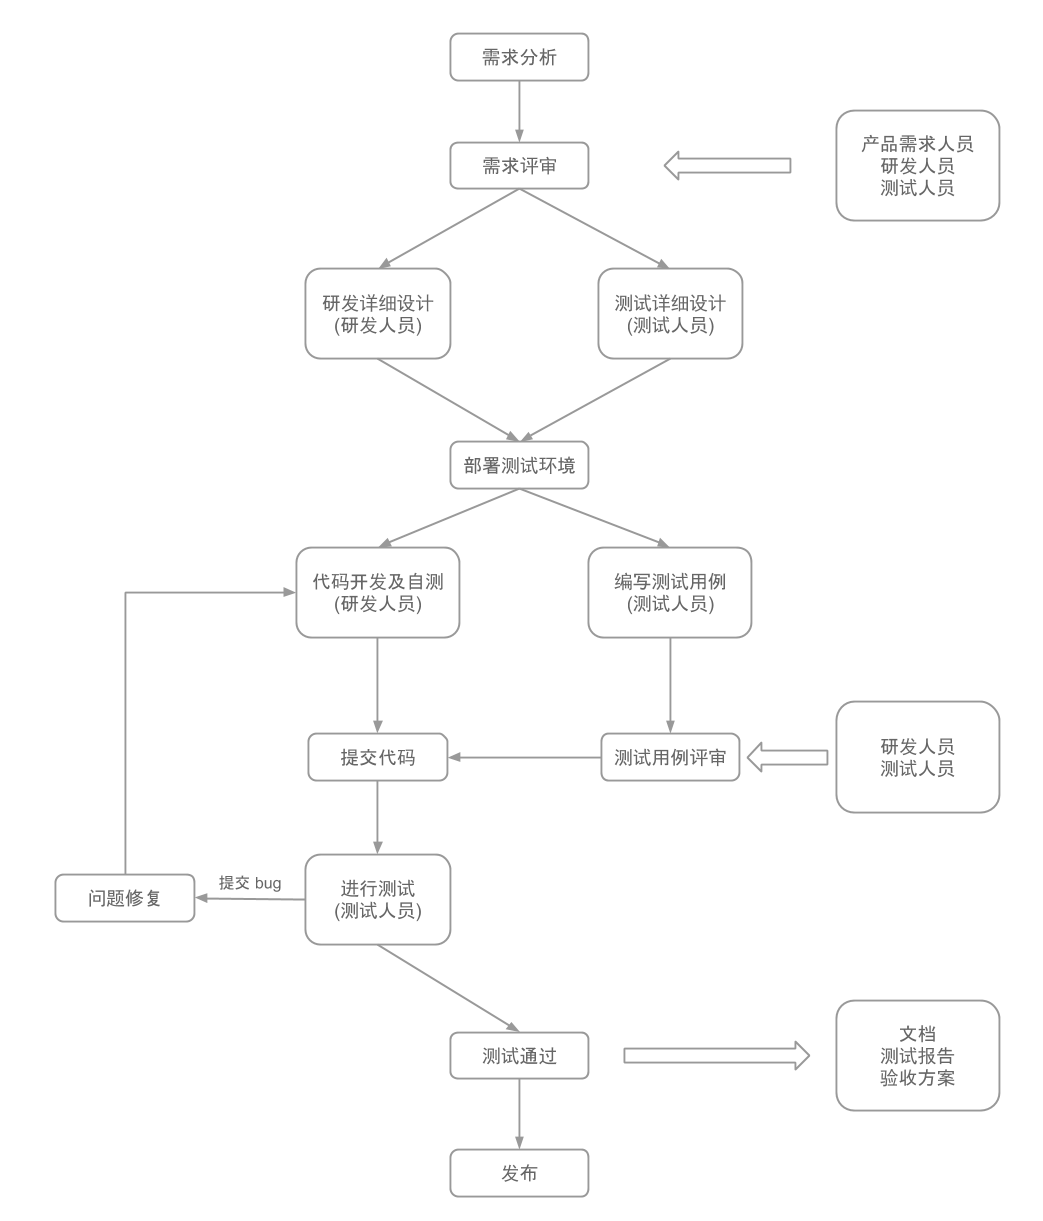 需求分析
需求评审
产品需求人员
研发人员
测试人员
研发详细设计
(研发人员)
测试详细设计
(测试人员)
部署测试环境
代码开发及自测
(研发人员)
编写测试用例
(测试人员)
提交代码
测试用例评审
研发人员
测试人员
问题修复
提交 bug
进行测试
(测试人员)
测试通过
文档
测试报告
验收方案
发布